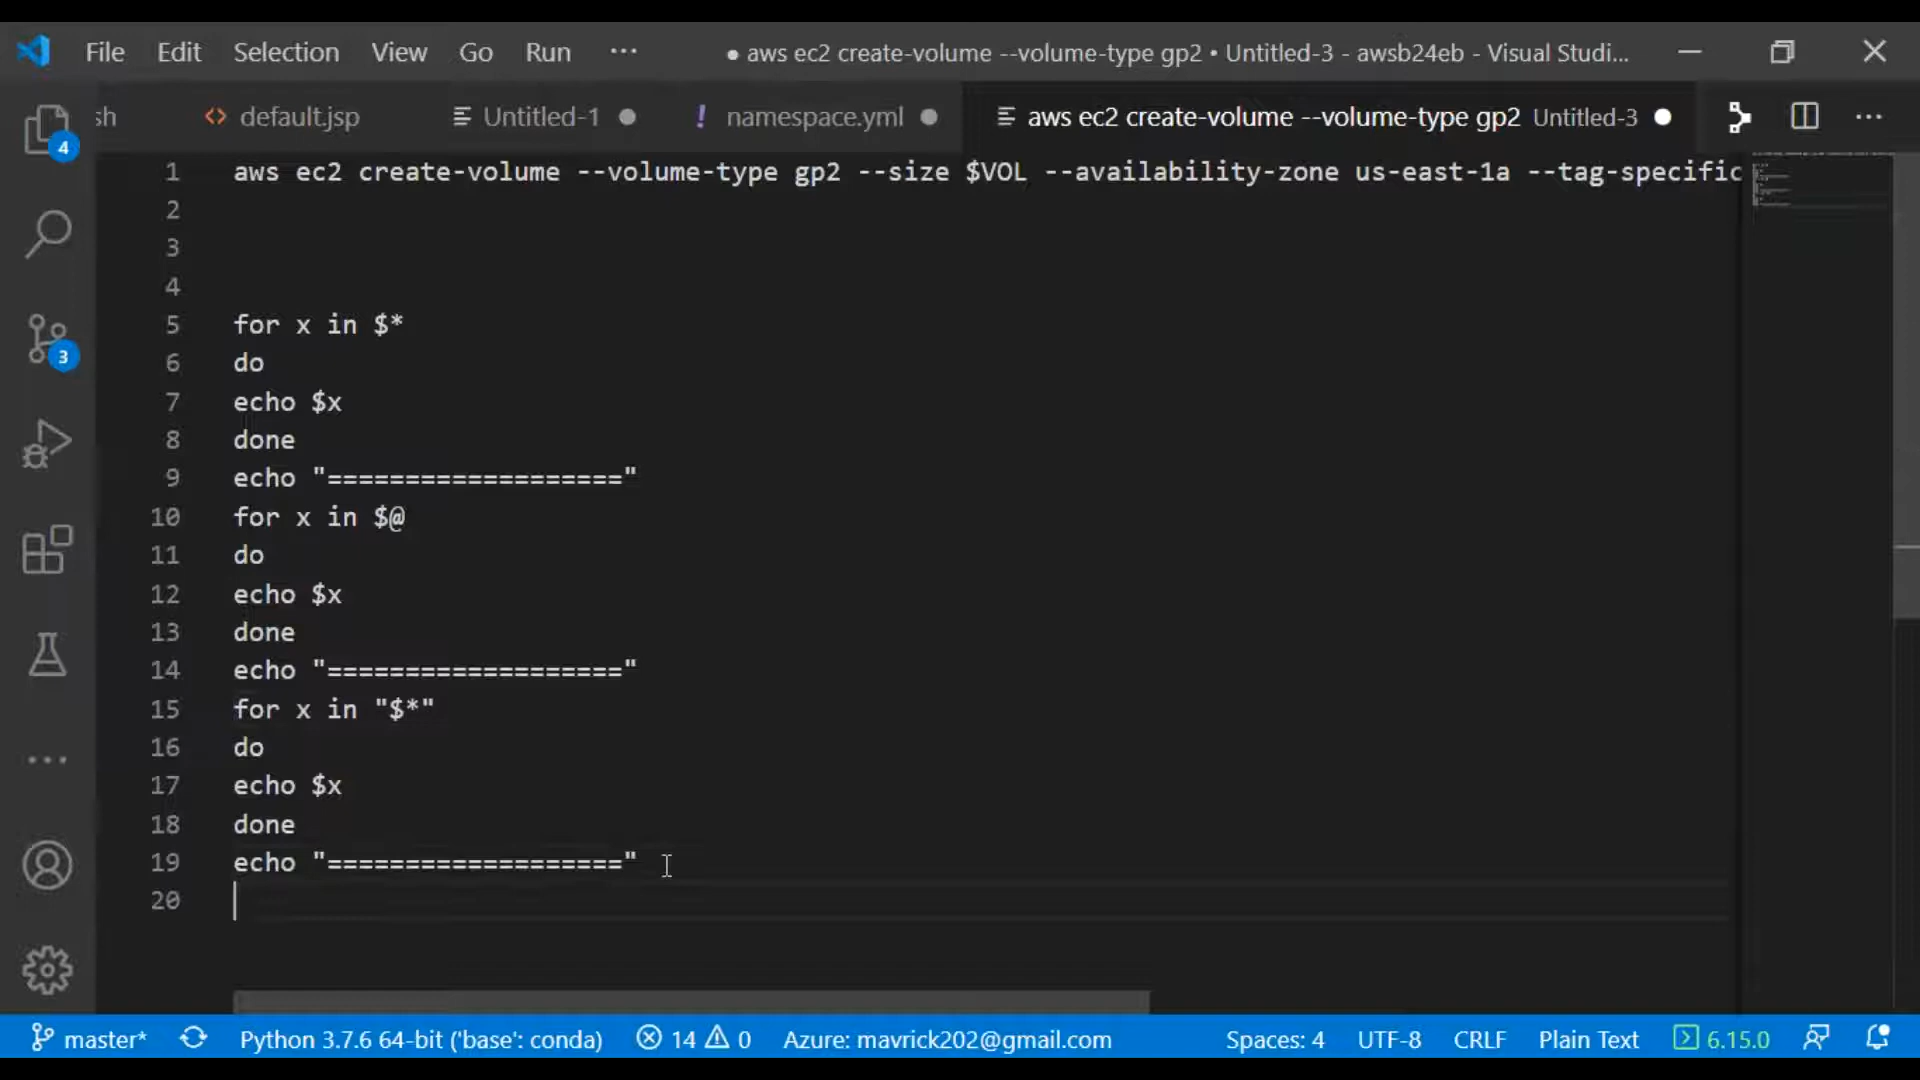 File Edit Selection View Go Run ··· ● aws ec2 create-volume --volume-type gp2 • Untitled-3 - awsb24eb - Visual Studi...
sh default.jsp Untitled-1 ! namespace.yml aws ec2 create-volume --volume-type gp2 Untitled-3
1 aws ec2 create-volume --volume-type gp2 --size $VOL --availability-zone us-east-1a --tag-specific
2
3
4
5 for x in $*
6 do
7 echo $x
8 done
9 echo "==================="
10 for x in $@
11 do
12 echo $x
13 done
14 echo "==================="
15 for x in "$*"
16 do
17 echo $x
18 done
19 echo "==================="
20
4
3
master* Python 3.7.6 64-bit ('base': conda) 14 0 Azure: mavrick202@gmail.com Spaces: 4 UTF-8 CRLF Plain Text 6.15.0